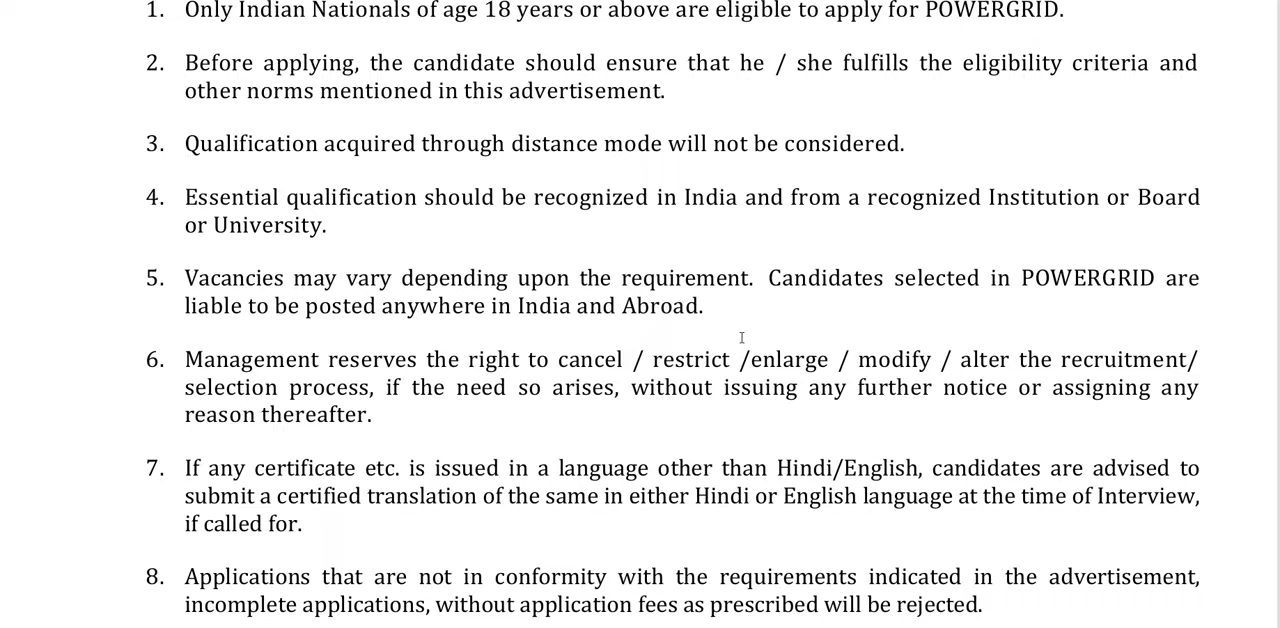 1. Only Indian Nationals of age 18 years or above are eligible to apply for POWERGRID.
2. Before applying, the candidate should ensure that he / she fulfills the eligibility criteria and
other norms mentioned in this advertisement.
3. Qualification acquired through distance mode will not be considered.
4. Essential qualification should be recognized in India and from a recognized Institution or Board
or University.
5. Vacancies may vary depending upon the requirement. Candidates selected in POWERGRID are
liable to be posted anywhere in India and Abroad.
6. Management reserves the right to cancel / restrict /enlarge / modify / alter the recruitment/
selection process, if the need so arises, without issuing any further notice or assigning any
reason thereafter.
7. If any certificate etc. is issued in a language other than Hindi/English, candidates are advised to
submit a certified translation of the same in either Hindi or English language at the time of Interview,
if called for.
8. Applications that are not in conformity with the requirements indicated in the advertisement,
incomplete applications, without application fees as prescribed will be rejected.